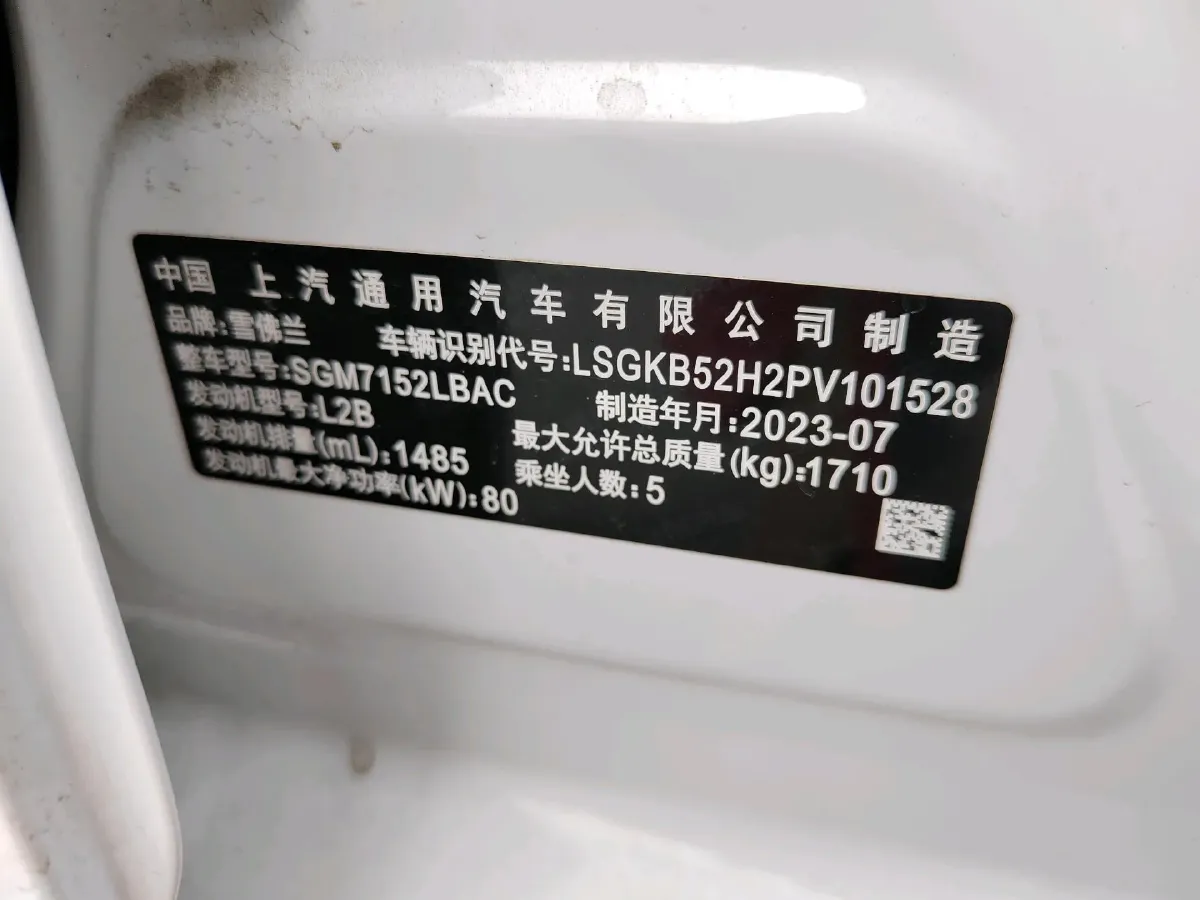 中国 上汽通用汽车有限公司制造
品牌:雪佛兰 车辆识别代号:LSGKB52H2PV101528
整车型号:SGM7152LBAC 制造年月:2023-07
发动机型号:L2B 最大允许总质量(kg):1710
发动机排量(mL):1485 乘坐人数:5
发动机最大净功率(kW):80